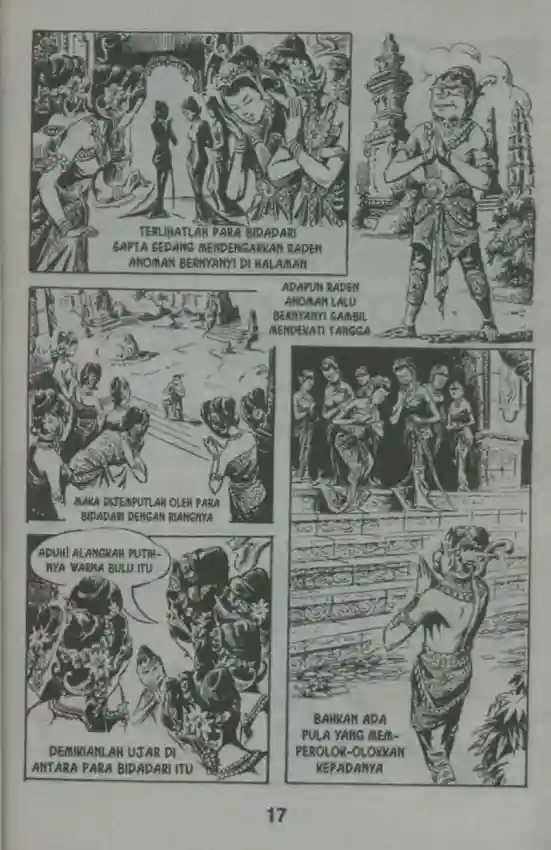 TERLIHATLAH PARA BIDADARI
SAPTA SEDANG MENDENGARKAN RADEN
ANOMAN BERNYANYI DI HALAMAN
ADAPUN RADEN
ANOMAN LALU
BERNYANYI SAMBIL
MENDEKATI TANGGA
MAKA DIJEMPUTLAH OLEH PARA
BIDADARI DENGAN RIANGNYA
ADUH! ALANGKAH PUTIH-
NYA WARNA BULU ITU
DEMIKIANLAH UJAR DI
ANTARA PARA BIDADARI ITU
BAHKAN ADA
PULA YANG MEM-
PEROLOK-OLOKKAN
KEPADANYA
17